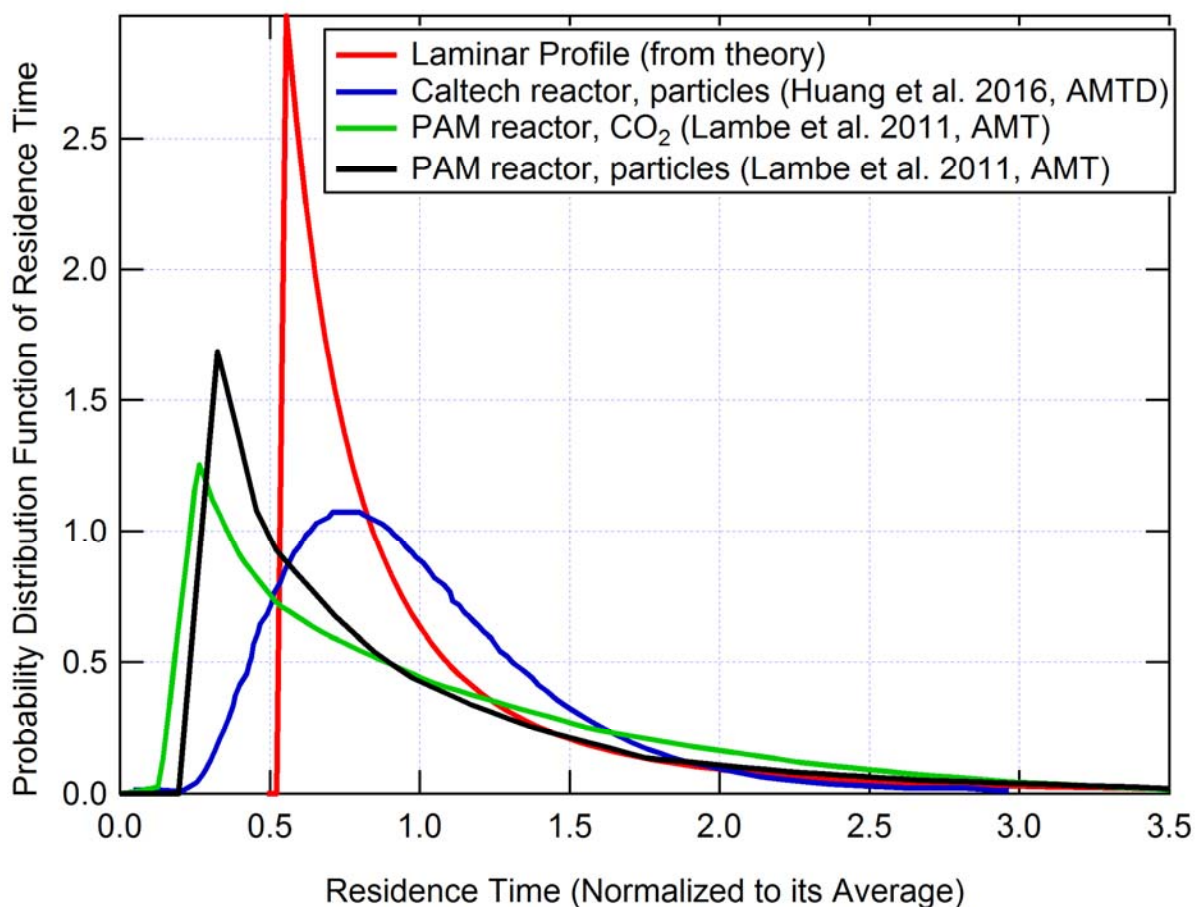 Probability Distribution Function of Residence Time
Laminar Profile (from theory)
Caltech reactor, particles (Huang et al. 2016, AMTD)
PAM reactor, CO₂ (Lambe et al. 2011, AMT)
PAM reactor, particles (Lambe et al. 2011, AMT)
2.5
2.0
1.5
1.0
0.5
0.0
0.0 0.5 1.0 1.5 2.0 2.5 3.0 3.5
Residence Time (Normalized to its Average)